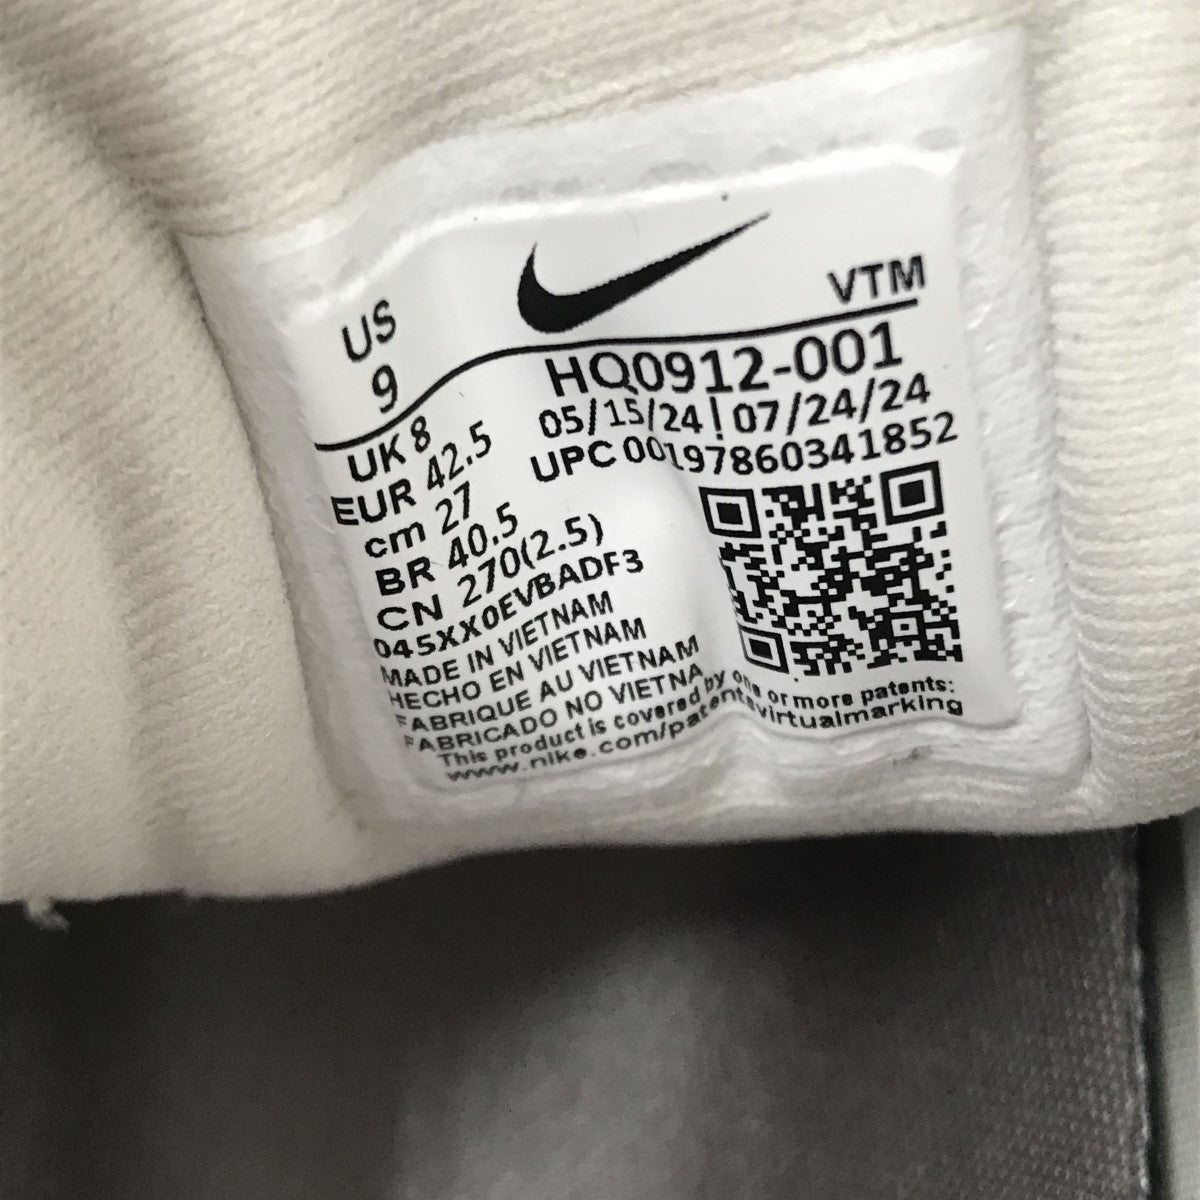 VTM
US
9
HQ0912-001
05/15/24 | 07/24/24
UPC 00197860341852
UK 8
EUR 42.5
cm 27
BR 40.5
CN 270(2.5)
045XX0EVBADF3
MADE IN VIETNAM
HECHO EN VIETNAM
FABRIQUE AU VIETNAM
FABRICADO NO VIETNA
This product is covered by one or more patents:
www.nike.com/patentsvirtualmarking